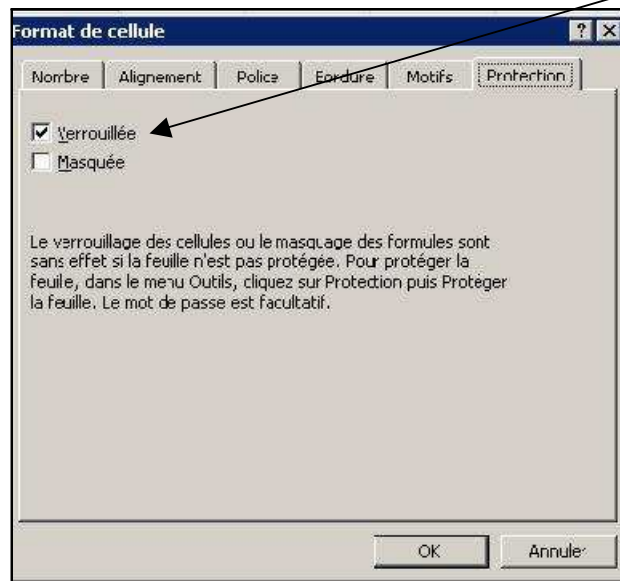 Format de cellule
Nombre Alignement Police Bordure Motifs Protection
Verrouillée
Masquée
Le verrouillage des cellules ou le masquage des formules sont
sans effet si la feuille n'est pas protégée. Pour protéger la
feuille, dans le menu Outils, cliquez sur Protection puis Protéger
la feuille. Le mot de passe est facultatif.
OK Annuler